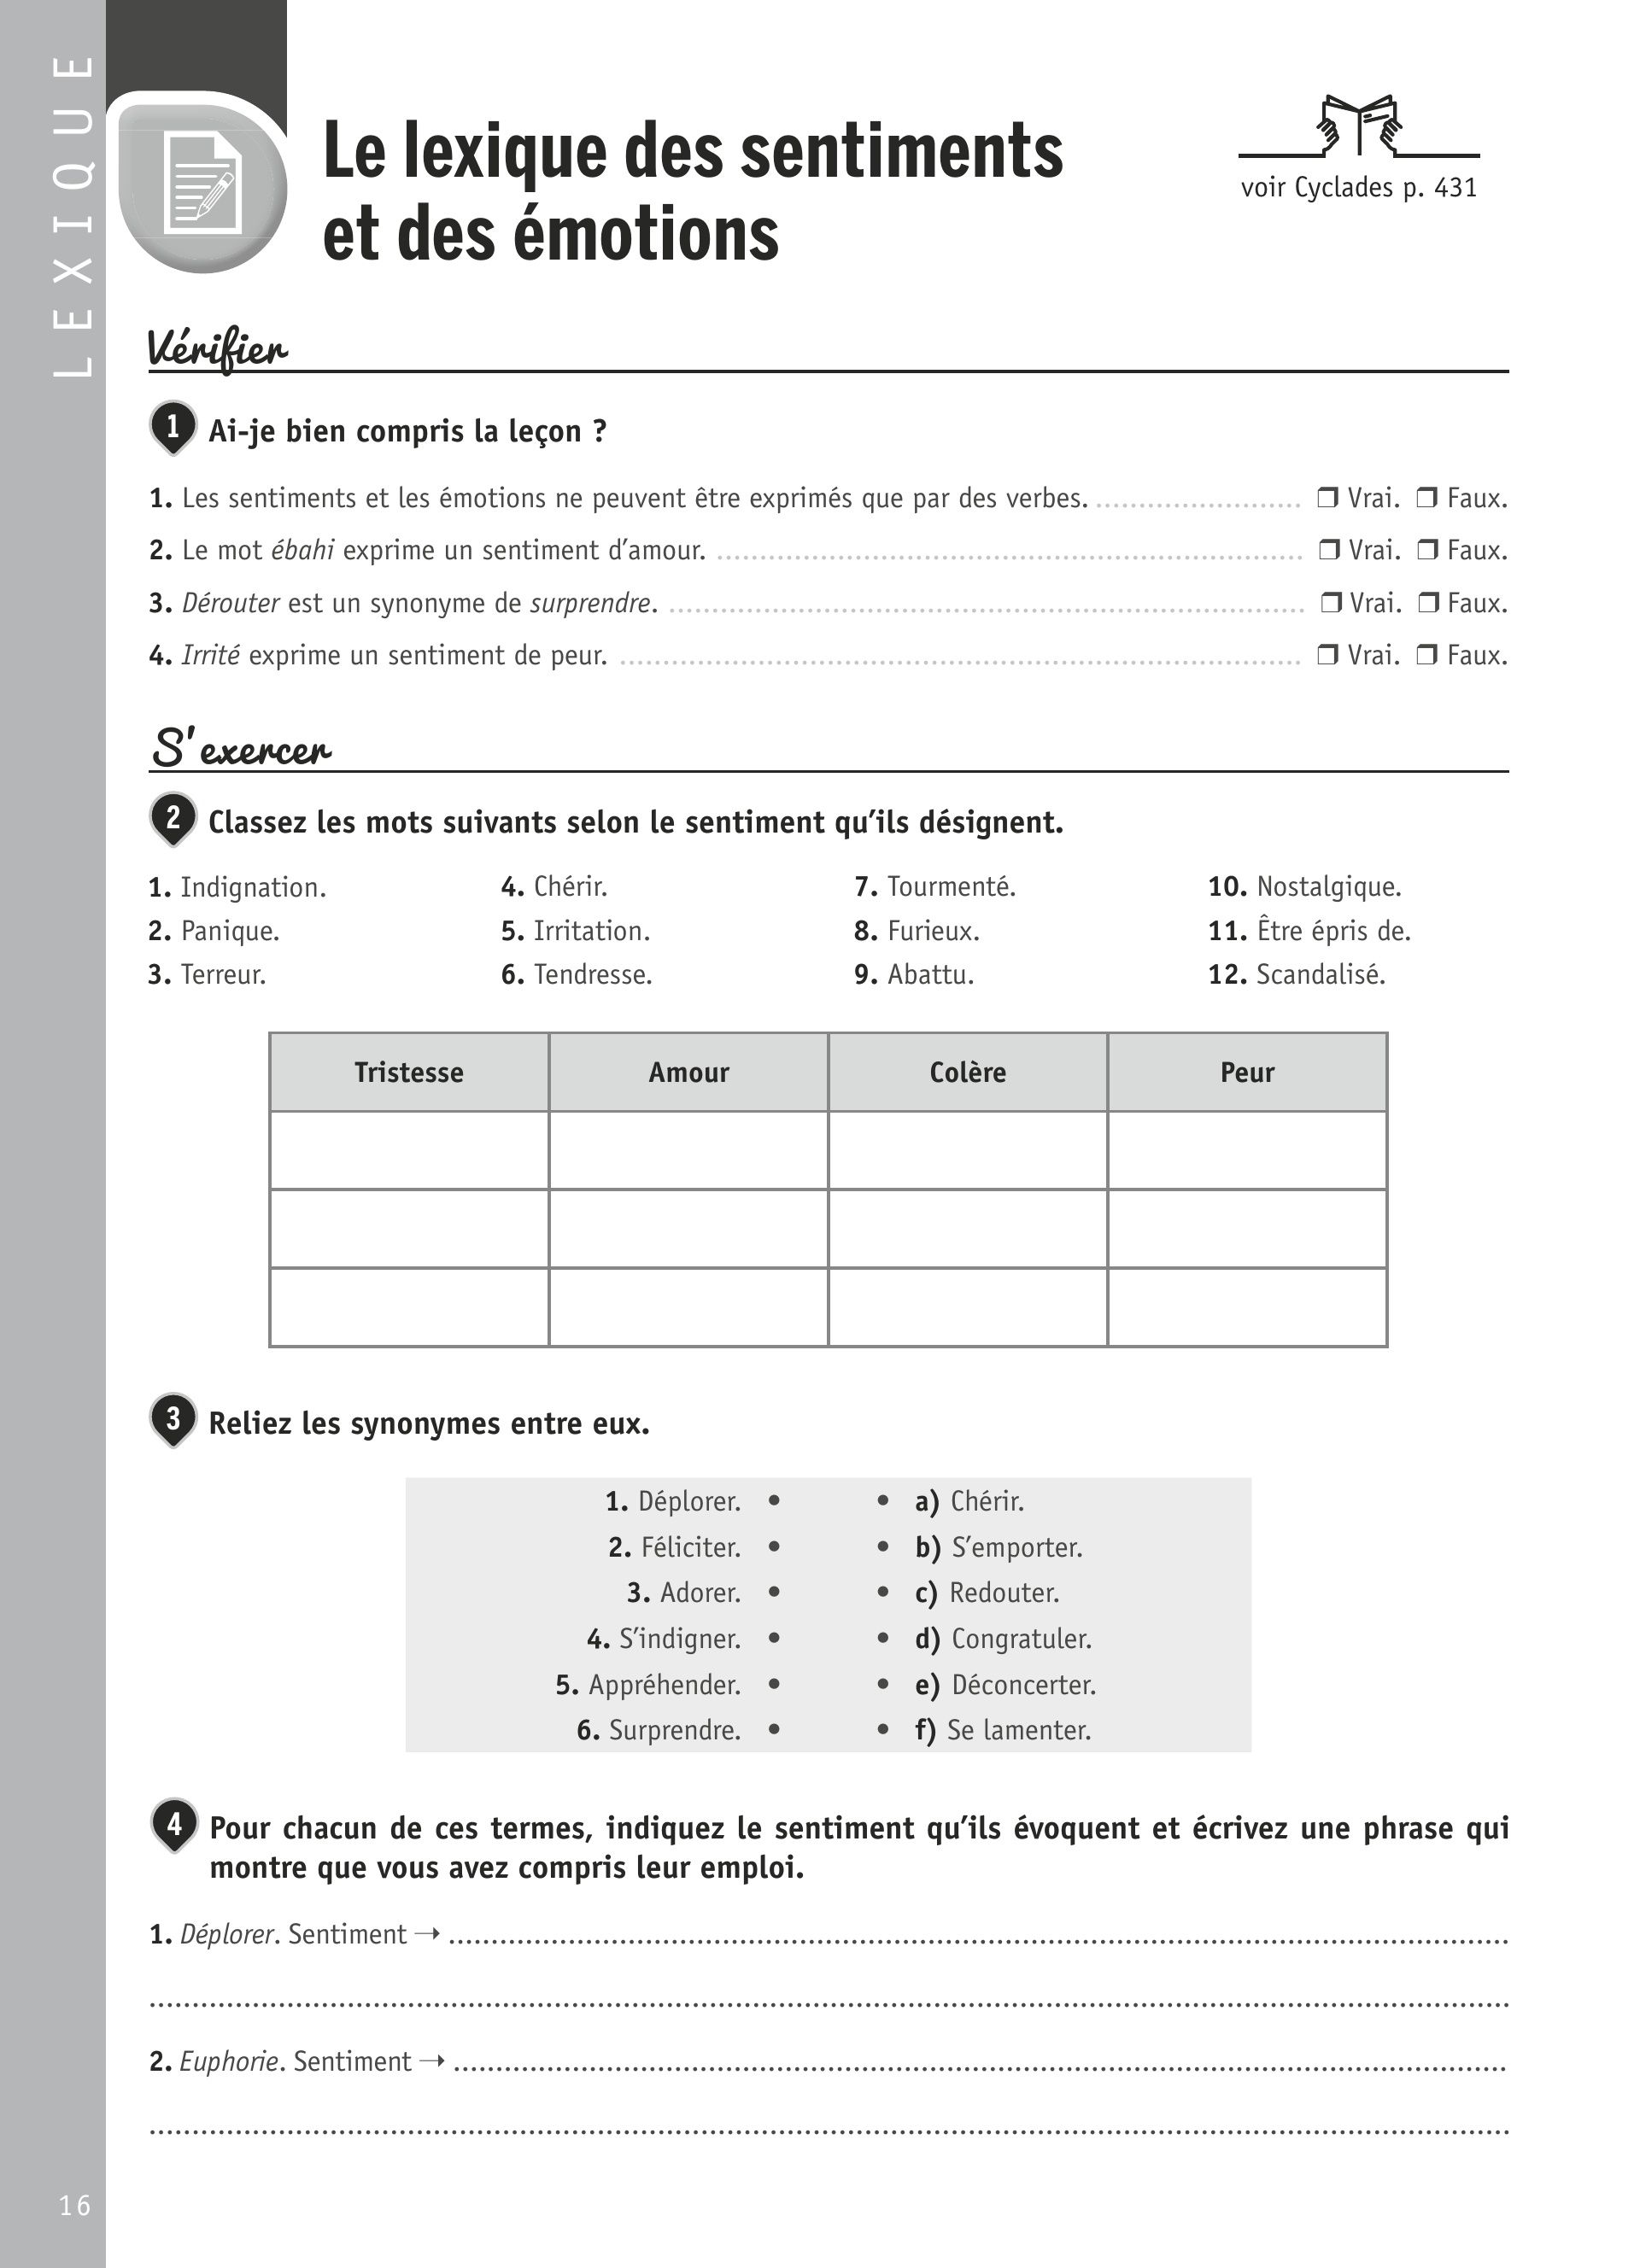 LEXIQUE
Le lexique des sentiments
et des émotions
voir Cyclades p. 431
Vérifier
1 Ai-je bien compris la leçon ?
1. Les sentiments et les émotions ne peuvent être exprimés que par des verbes. ........................ ❒ Vrai. ❒ Faux.
2. Le mot ébahi exprime un sentiment d’amour. ........................ ❒ Vrai. ❒ Faux.
3. Dérouter est un synonyme de surprendre. ........................ ❒ Vrai. ❒ Faux.
4. Irrité exprime un sentiment de peur. ........................ ❒ Vrai. ❒ Faux.
S’exercer
2 Classez les mots suivants selon le sentiment qu’ils désignent.
1. Indignation. 4. Chérir. 7. Tourmenté. 10. Nostalgique.
2. Panique. 5. Irritation. 8. Furieux. 11. Être épris de.
3. Terreur. 6. Tendresse. 9. Abattu. 12. Scandalisé.
Tristesse Amour Colère Peur
3 Reliez les synonymes entre eux.
1. Déplorer. • • a) Chérir.
2. Féliciter. • • b) S’emporter.
3. Adorer. • • c) Redouter.
4. S’indigner. • • d) Congratuler.
5. Appréhender. • • e) Déconcerter.
6. Surprendre. • • f) Se lamenter.
4 Pour chacun de ces termes, indiquez le sentiment qu’ils évoquent et écrivez une phrase qui
montre que vous avez compris leur emploi.
1. Déplorer. Sentiment → ........................
2. Euphorie. Sentiment → ........................
16